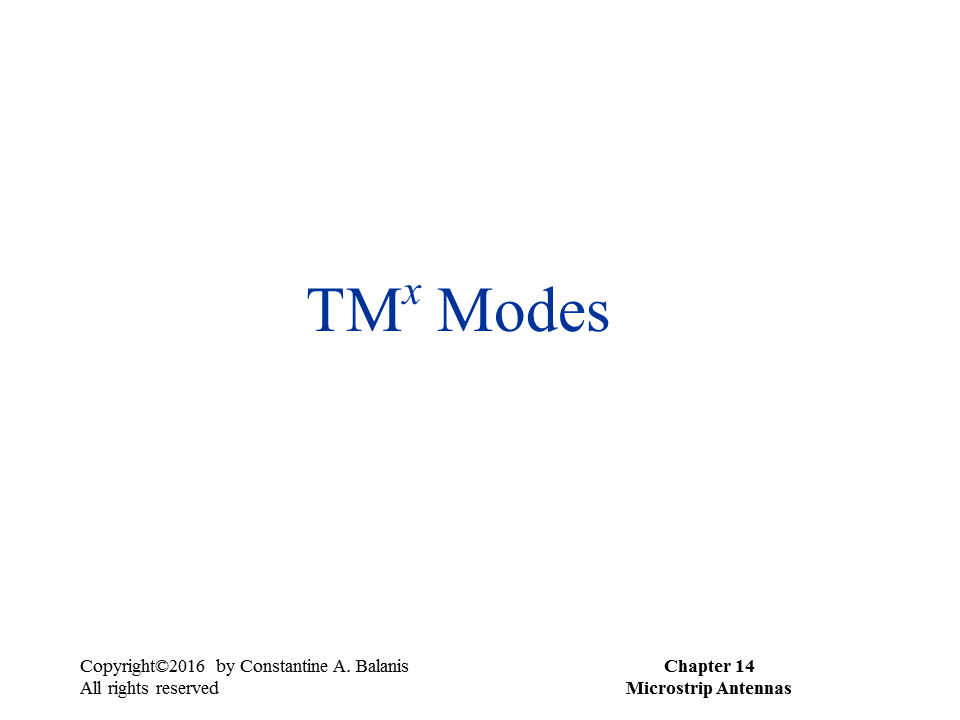 TMˣ Modes
Copyright©2016 by Constantine A. Balanis
All rights reserved
Chapter 14
Microstrip Antennas